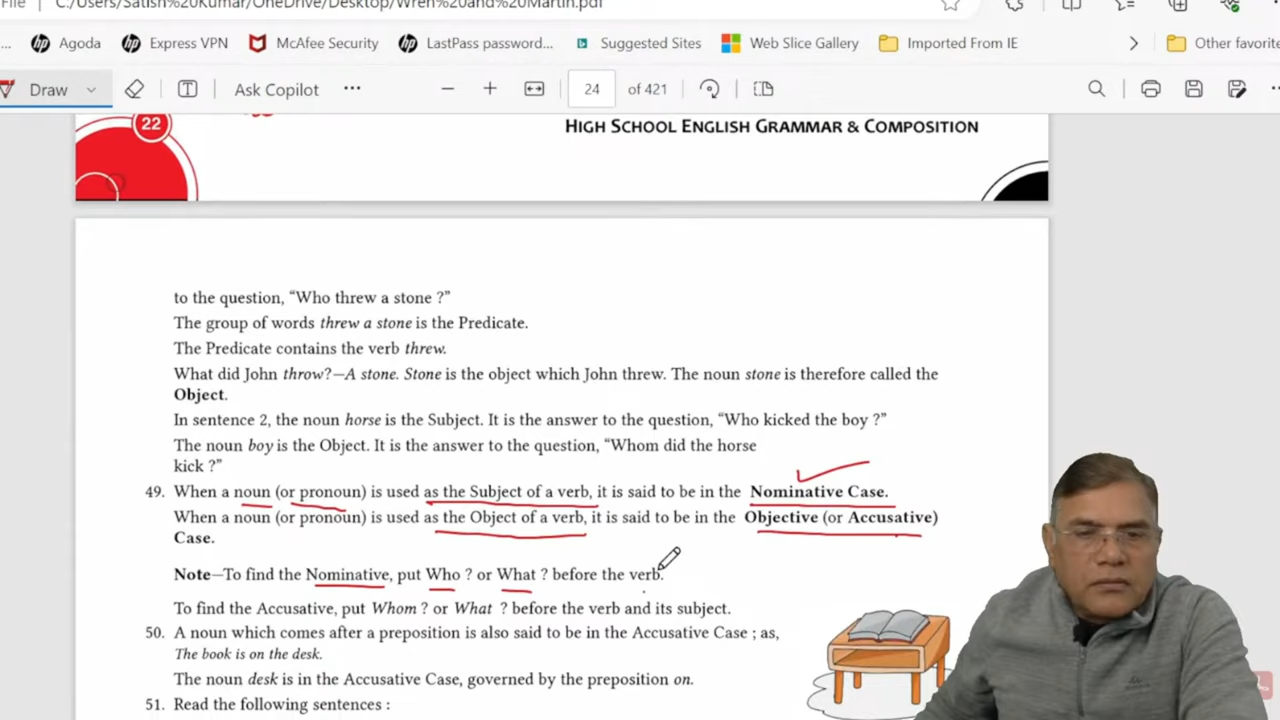 File
C:/Users/Satish%20Kumar/OneDrive/Desktop/Wren%20and%20Martin.pdf
... Agoda Express VPN McAfee Security LastPass password... Suggested Sites Web Slice Gallery Imported From IE Other favorite
Draw Ask Copilot ... 24 of 421
22
HIGH SCHOOL ENGLISH GRAMMAR & COMPOSITION
to the question, “Who threw a stone ?”
The group of words threw a stone is the Predicate.
The Predicate contains the verb threw.
What did John throw?—A stone. Stone is the object which John threw. The noun stone is therefore called the
Object.
In sentence 2, the noun horse is the Subject. It is the answer to the question, “Who kicked the boy ?”
The noun boy is the Object. It is the answer to the question, “Whom did the horse
kick ?”
49. When a noun (or pronoun) is used as the Subject of a verb, it is said to be in the Nominative Case.
When a noun (or pronoun) is used as the Object of a verb, it is said to be in the Objective (or Accusative)
Case.
Note—To find the Nominative, put Who ? or What ? before the verb.
To find the Accusative, put Whom ? or What ? before the verb and its subject.
50. A noun which comes after a preposition is also said to be in the Accusative Case ; as,
The book is on the desk.
The noun desk is in the Accusative Case, governed by the preposition on.
51. Read the following sentences :